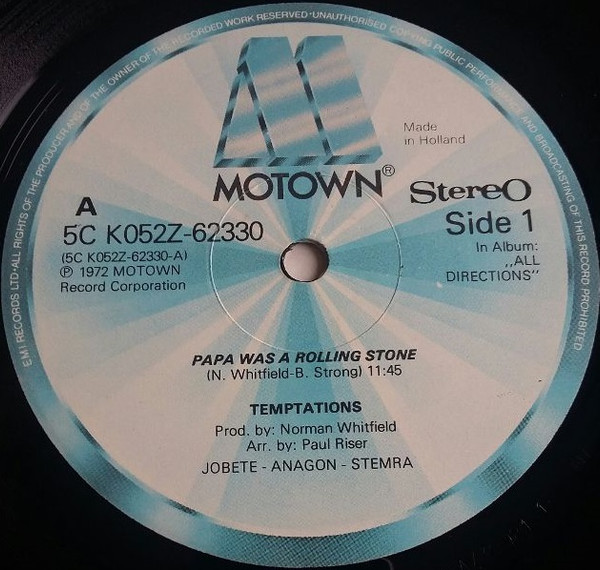 EMI RECORDS LTD · ALL RIGHTS OF THE PRODUCER AND OF THE OWNER OF THE RECORDED WORK RESERVED · UNAUTHORISED COPYING PUBLIC PERFORMANCE AND BROADCASTING OF THIS RECORD PROHIBITED
Made
in Holland
MOTOWN®
Stereo
A
Side 1
5C K052Z-62330
In Album:
(5C K052Z-62330-A)
„ALL
℗ 1972 MOTOWN
DIRECTIONS”
Record Corporation
PAPA WAS A ROLLING STONE
(N. Whitfield-B. Strong) 11:45
TEMPTATIONS
Prod. by: Norman Whitfield
Arr. by: Paul Riser
JOBETE - ANAGON - STEMRA